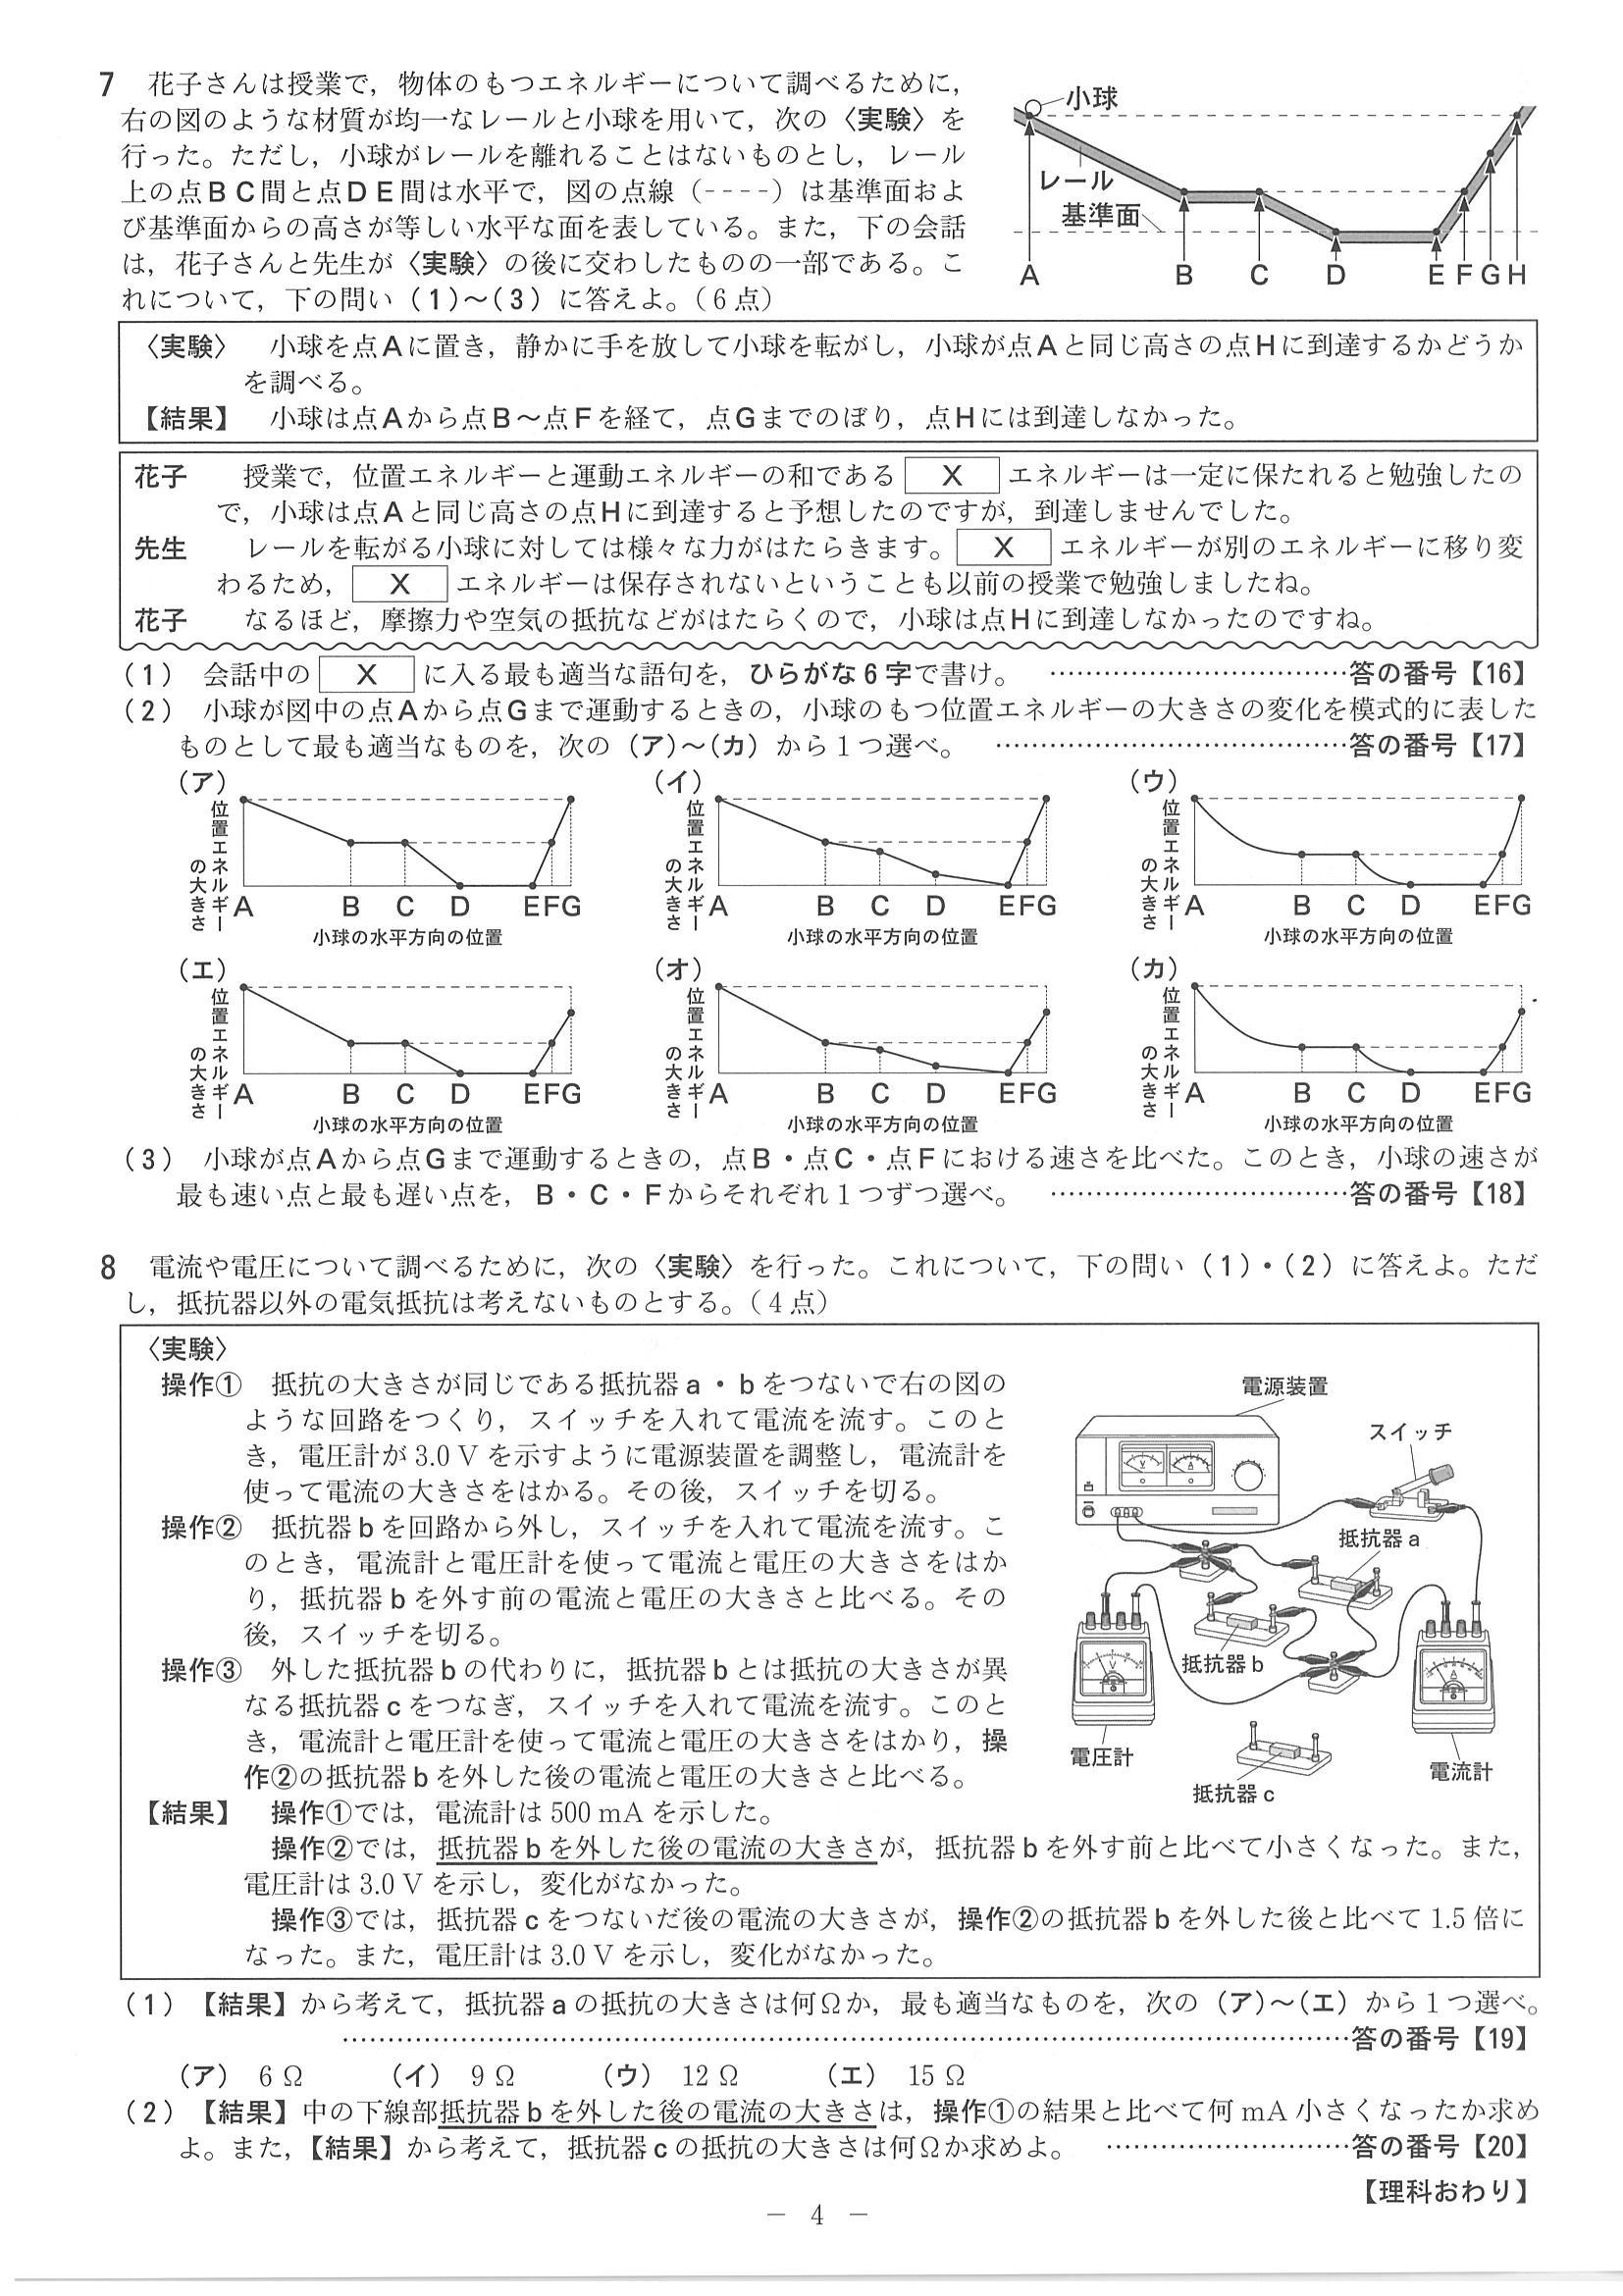 7　花子さんは授業で，物体のもつエネルギーについて調べるために，
右の図のような材質が均一なレールと小球を用いて，次の〈実験〉を
行った。ただし，小球がレールを離れることはないものとし，レール
上の点ＢＣ間と点ＤＥ間は水平で，図の点線（----）は基準面およ
び基準面からの高さが等しい水平な面を表している。また，下の会話
は，花子さんと先生が〈実験〉の後に交わしたものの一部である。こ
れについて，下の問い（1）～（3）に答えよ。（6点）
小球
レール
基準面
A B C D E F G H
〈実験〉　小球を点Ａに置き，静かに手を放して小球を転がし，小球が点Ａと同じ高さの点Ｈに到達するかどうか
を調べる。
【結果】　小球は点Ａから点Ｂ～点Ｆを経て，点Ｇまでのぼり，点Ｈには到達しなかった。
花子　授業で，位置エネルギーと運動エネルギーの和である X エネルギーは一定に保たれると勉強したの
で，小球は点Ａと同じ高さの点Ｈに到達すると予想したのですが，到達しませんでした。
先生　レールを転がる小球に対しては様々な力がはたらきます。 X エネルギーが別のエネルギーに移り変
わるため， X エネルギーは保存されないということも以前の授業で勉強しましたね。
花子　なるほど，摩擦力や空気の抵抗などがはたらくので，小球は点Ｈに到達しなかったのですね。
（1）　会話中の X に入る最も適当な語句を，ひらがな６字で書け。 ……………………………答の番号【16】
（2）　小球が図中の点Ａから点Ｇまで運動するときの，小球のもつ位置エネルギーの大きさの変化を模式的に表した
ものとして最も適当なものを，次の（ア）～（カ）から１つ選べ。 …………………………………答の番号【17】
（ア）
位置エネルギーの大きさ
A B C D E F G
小球の水平方向の位置
（イ）
位置エネルギーの大きさ
A B C D E F G
小球の水平方向の位置
（ウ）
位置エネルギーの大きさ
A B C D E F G
小球の水平方向の位置
（エ）
位置エネルギーの大きさ
A B C D E F G
小球の水平方向の位置
（オ）
位置エネルギーの大きさ
A B C D E F G
小球の水平方向の位置
（カ）
位置エネルギーの大きさ
A B C D E F G
小球の水平方向の位置
（3）　小球が点Ａから点Ｇまで運動するときの，点Ｂ・点Ｃ・点Ｆにおける速さを比べた。このとき，小球の速さが
最も速い点と最も遅い点を，Ｂ・Ｃ・Ｆからそれぞれ１つずつ選べ。 ……………………………答の番号【18】
8　電流や電圧について調べるために，次の〈実験〉を行った。これについて，下の問い（1）・（2）に答えよ。ただ
し，抵抗器以外の電気抵抗は考えないものとする。（4点）
〈実験〉
操作①　抵抗の大きさが同じである抵抗器a・bをつないで右の図の
ような回路をつくり，スイッチを入れて電流を流す。このと
き，電圧計が3.0 Vを示すように電源装置を調整し，電流計を
使って電流の大きさをはかる。その後，スイッチを切る。
操作②　抵抗器bを回路から外し，スイッチを入れて電流を流す。こ
のとき，電流計と電圧計を使って電流と電圧の大きさをはか
り，抵抗器bを外す前の電流と電圧の大きさと比べる。その
後，スイッチを切る。
操作③　外した抵抗器bの代わりに，抵抗器bとは抵抗の大きさが異
なる抵抗器cをつなぎ，スイッチを入れて電流を流す。このと
き，電流計と電圧計を使って電流と電圧の大きさをはかり，操
作②の抵抗器bを外した後の電流と電圧の大きさと比べる。
電源装置
スイッチ
抵抗器a
抵抗器b
電圧計
電流計
抵抗器c
【結果】　操作①では，電流計は500 mAを示した。
操作②では，抵抗器bを外した後の電流の大きさが，抵抗器bを外す前と比べて小さくなった。また，
電圧計は3.0 Vを示し，変化がなかった。
操作③では，抵抗器cをつないだ後の電流の大きさが，操作②の抵抗器bを外した後と比べて1.5倍に
なった。また，電圧計は3.0 Vを示し，変化がなかった。
（1）【結果】から考えて，抵抗器aの抵抗の大きさは何Ωか，最も適当なものを，次の（ア）～（エ）から１つ選べ。
……………………………………………………………………………………答の番号【19】
（ア）　6 Ω　　（イ）　9 Ω　　（ウ）　12 Ω　　（エ）　15 Ω
（2）【結果】中の下線部抵抗器bを外した後の電流の大きさは，操作①の結果と比べて何mA小さくなったか求め
よ。また，【結果】から考えて，抵抗器cの抵抗の大きさは何Ωか求めよ。 ………………………答の番号【20】
【理科おわり】
－ 4 －